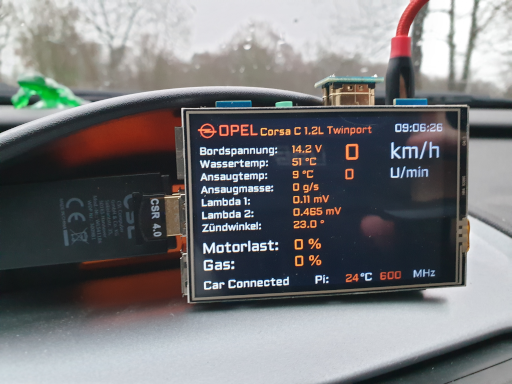 OPEL Corsa C 1.2L Twinport 09:06:26
Bordspannung: 14.2 V 0 km/h
Wassertemp: 51 °C
Ansaugtemp: 9 °C 0 U/min
Ansaugmasse: 0 g/s
Lambda 1: 0.11 mV
Lambda 2: 0.465 mV
Zündwinkel: 23.0 °
Motorlast: 0 %
Gas: 0 %
Car Connected Pi: 24°C 600 MHz
CSR 4.0
CSL
CE